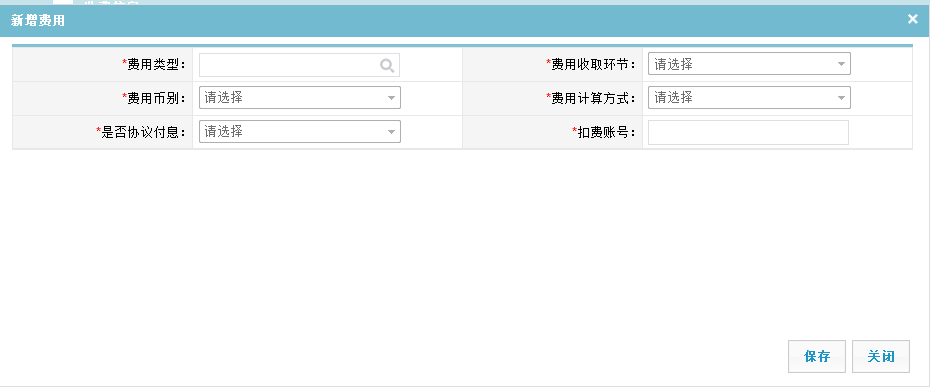 新增费用
*费用类型： *费用收取环节： 请选择
*费用币别： 请选择 *费用计算方式： 请选择
*是否协议付息： 请选择 *扣费账号：
保存 关闭